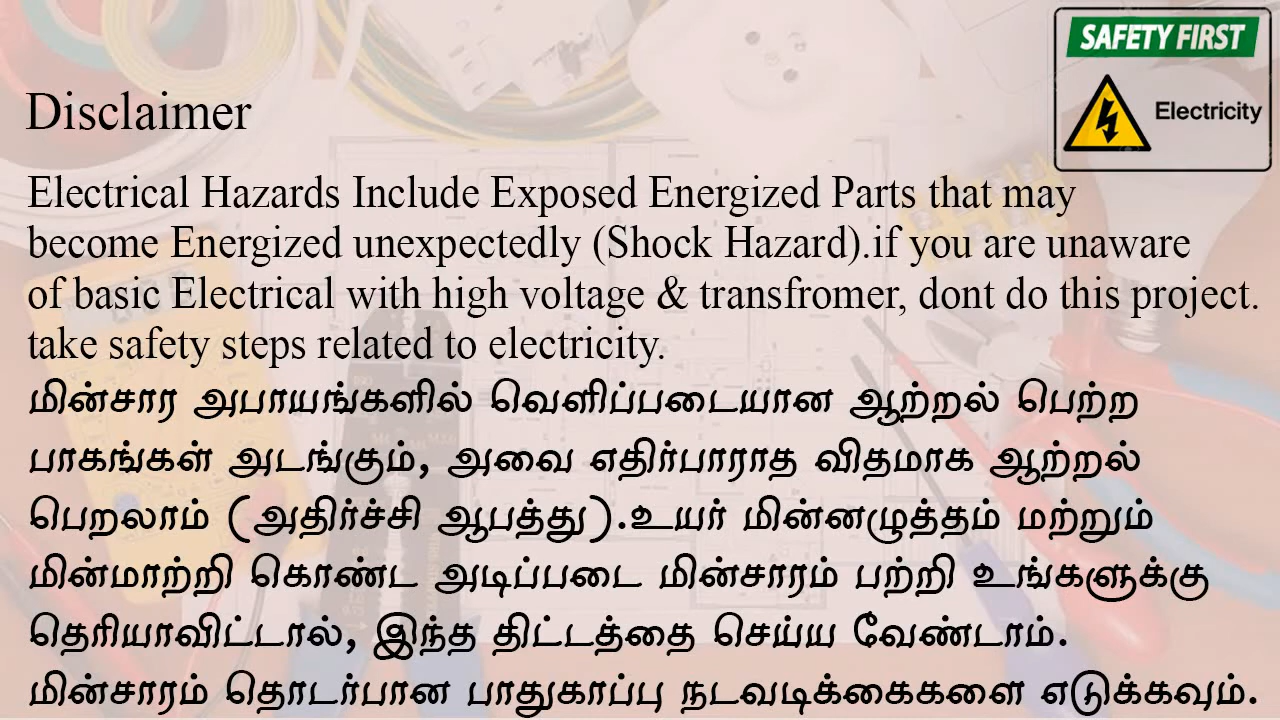 SAFETY FIRST
Electricity
Disclaimer
Electrical Hazards Include Exposed Energized Parts that may
become Energized unexpectedly (Shock Hazard).if you are unaware
of basic Electrical with high voltage & transfromer, dont do this project.
take safety steps related to electricity.
மின்சார அபாயங்களில் வெளிப்படையான ஆற்றல் பெற்ற
பாகங்கள் அடங்கும், அவை எதிர்பாராத விதமாக ஆற்றல்
பெறலாம் (அதிர்ச்சி ஆபத்து).உயர் மின்னழுத்தம் மற்றும்
மின்மாற்றி கொண்ட அடிப்படை மின்சாரம் பற்றி உங்களுக்கு
தெரியாவிட்டால், இந்த திட்டத்தை செய்ய வேண்டாம்.
மின்சாரம் தொடர்பான பாதுகாப்பு நடவடிக்கைகளை எடுக்கவும்.